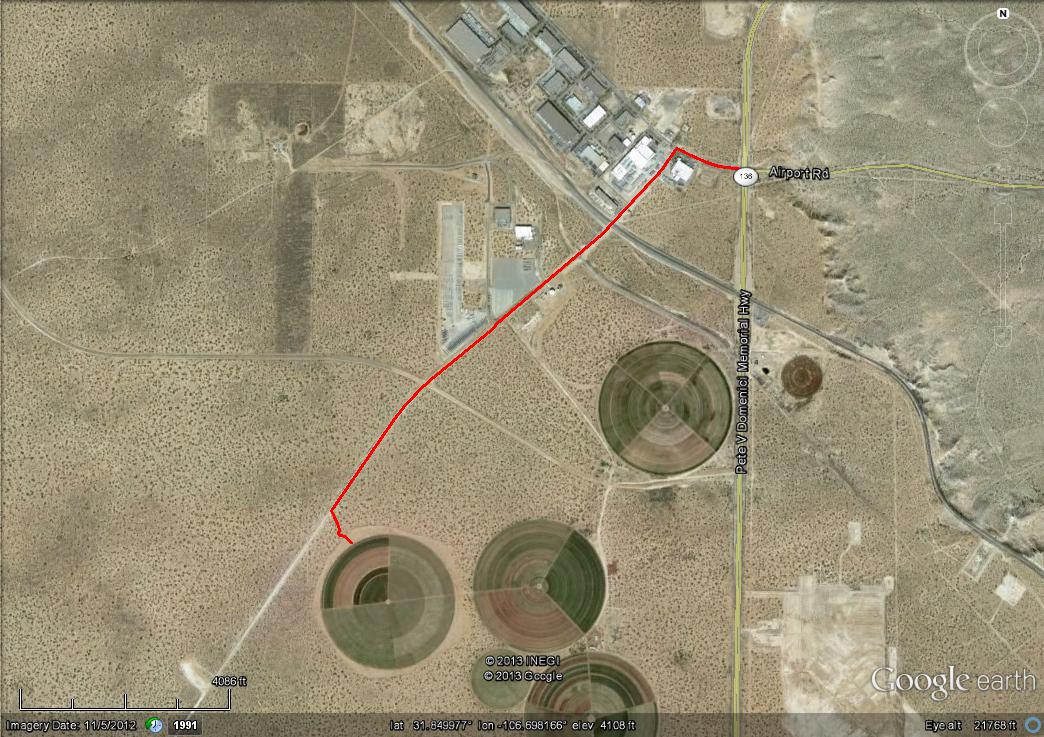 N
136
Airport Rd
Pete V Domenici Memorial Hwy
© 2013 INEGI
© 2013 Google
4086 ft
Google earth
Imagery Date: 11/5/2012 1991 lat 31.849977° lon -106.698166° elev 4108 ft Eye alt 21768 ft